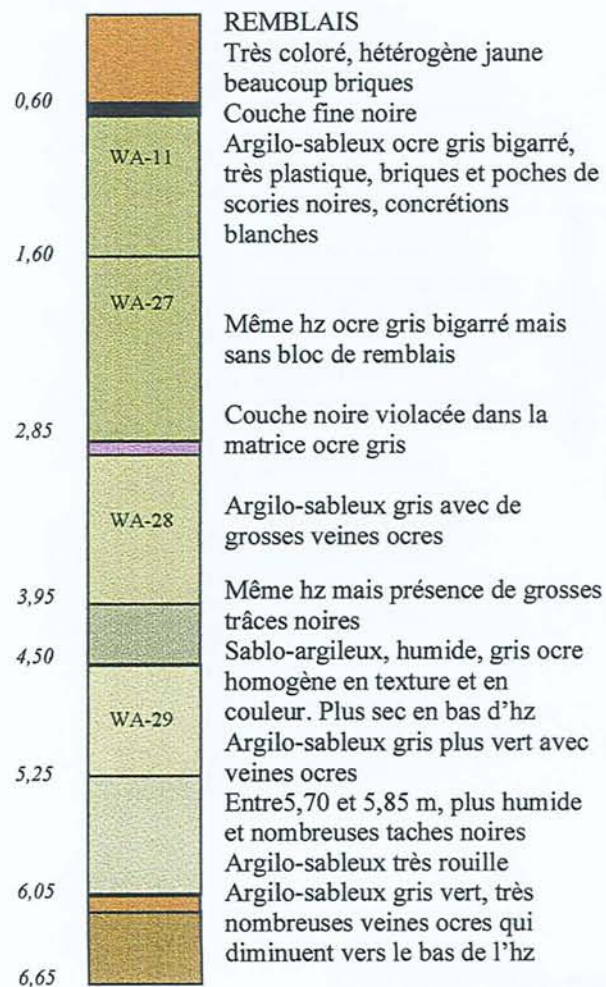 REMBLAIS
Très coloré, hétérogène jaune
beaucoup briques
0,60
Couche fine noire
WA-11
Argilo-sableux ocre gris bigarré,
très plastique, briques et poches de
scories noires, concrétions
blanches
1,60
WA-27
Même hz ocre gris bigarré mais
sans bloc de remblais
2,85
Couche noire violacée dans la
matrice ocre gris
WA-28
Argilo-sableux gris avec de
grosses veines ocres
3,95
Même hz mais présence de grosses
trâces noires
4,50
Sablo-argileux, humide, gris ocre
homogène en texture et en
couleur. Plus sec en bas d'hz
WA-29
Argilo-sableux gris plus vert avec
veines ocres
5,25
Entre5,70 et 5,85 m, plus humide
et nombreuses taches noires
Argilo-sableux très rouille
6,05
Argilo-sableux gris vert, très
nombreuses veines ocres qui
diminuent vers le bas de l'hz
6,65